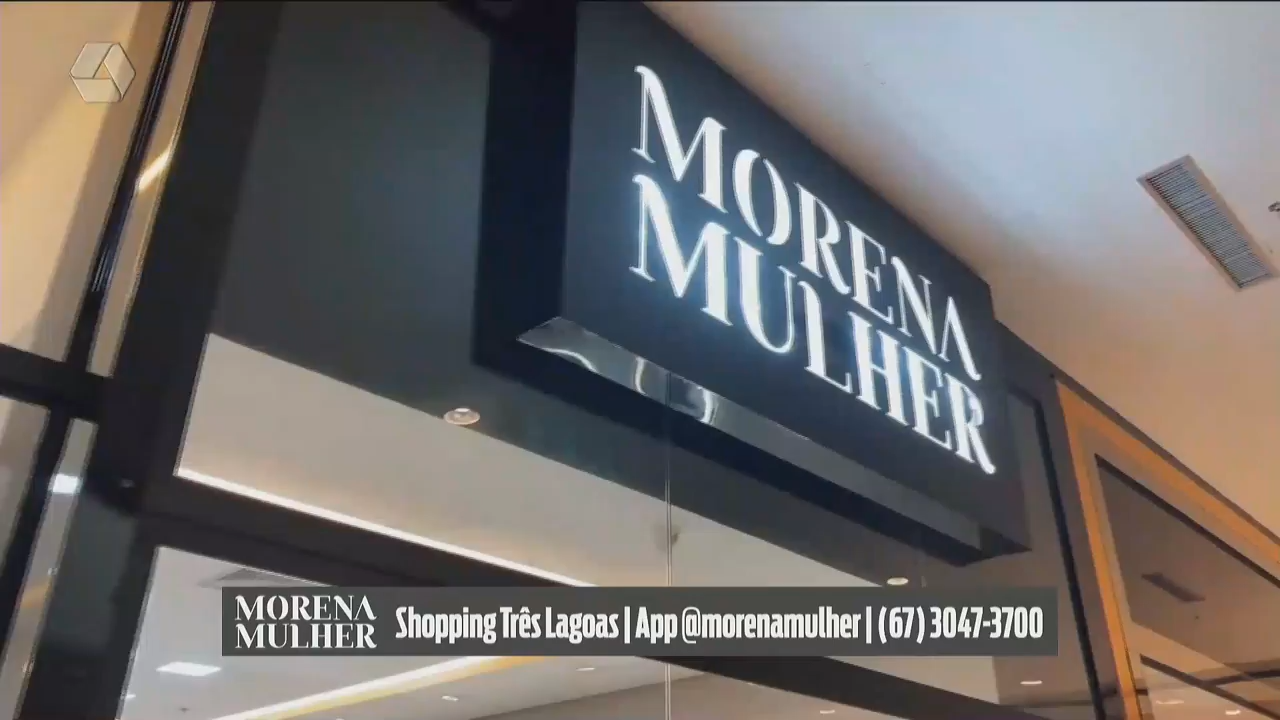 MORENA
MULHER
MORENA
MULHER
Shopping Três Lagoas | App @morenamulher | (67) 3047-3700